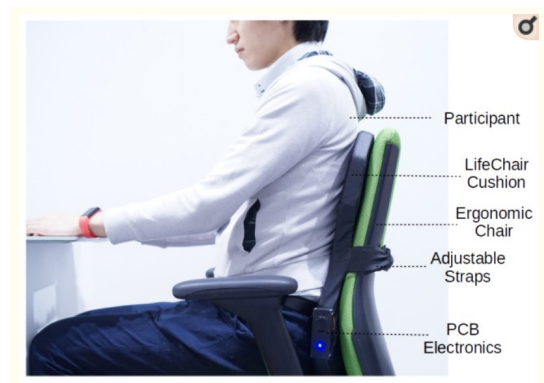 Participant
LifeChair
Cushion
Ergonomic
Chair
Adjustable
Straps
PCB
Electronics